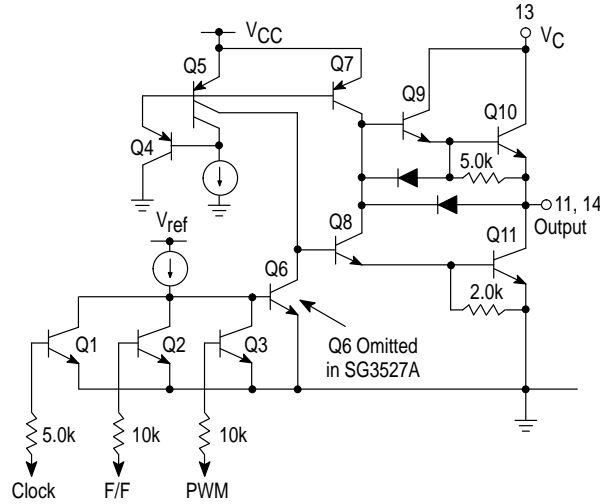 13
VCC
VC
Q5
Q7
Q9
Q10
Q4
5.0k
11, 14
Output
Vref
Q8
Q11
Q6
2.0k
Q1
Q2
Q3
Q6 Omitted
in SG3527A
5.0k
10k
10k
Clock
F/F
PWM